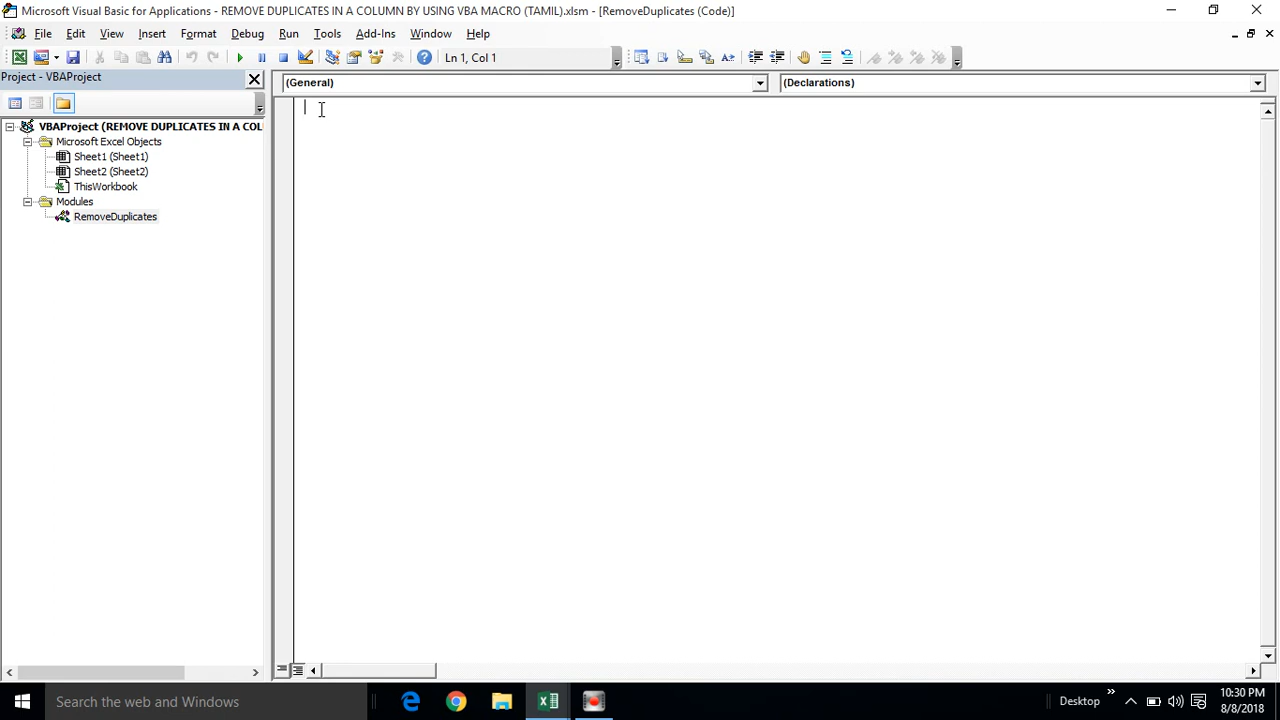 Microsoft Visual Basic for Applications - REMOVE DUPLICATES IN A COLUMN BY USING VBA MACRO (TAMIL).xlsm - [RemoveDuplicates (Code)]
File Edit View Insert Format Debug Run Tools Add-Ins Window Help
Ln 1, Col 1
Project - VBAProject
(General)
(Declarations)
VBAProject (REMOVE DUPLICATES IN A COL
Microsoft Excel Objects
Sheet1 (Sheet1)
Sheet2 (Sheet2)
ThisWorkbook
Modules
RemoveDuplicates
Search the web and Windows
Desktop
10:30 PM
8/8/2018